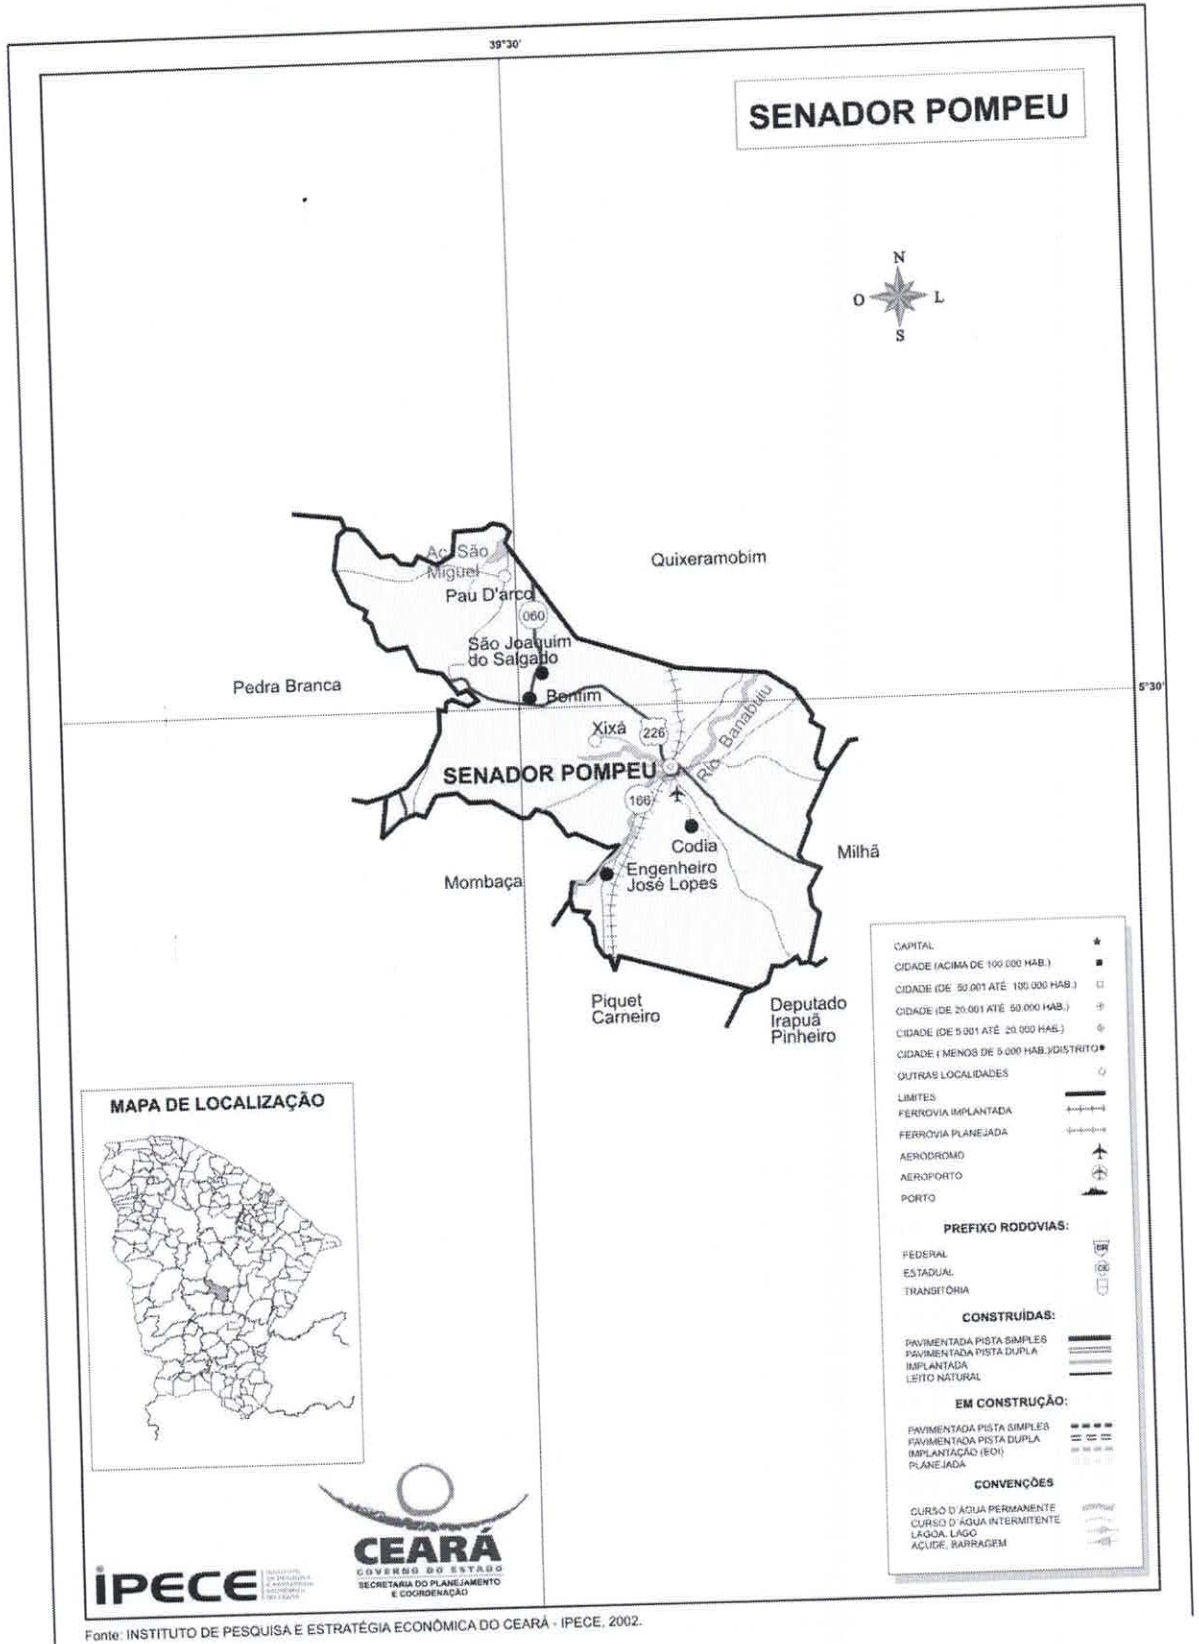 39°30'
SENADOR POMPEU
N
O
L
S
Aç. São
Miguel
Quixeramobim
Pau D'arco
060
São Joaquim
do Salgado
Pedra Branca
5°30'
Bonfim
Rio Banabuiu
Xixá
226
SENADOR POMPEU
166
Codia
Milhã
Engenheiro
José Lopes
Mombaça
Piquet
Carneiro
Deputado
Irapuã
Pinheiro
CAPITAL
CIDADE (ACIMA DE 100.000 HAB.)
CIDADE (DE 50.001 ATÉ 100.000 HAB.)
CIDADE (DE 20.001 ATÉ 50.000 HAB.)
CIDADE (DE 5.001 ATÉ 20.000 HAB.)
CIDADE ( MENOS DE 5.000 HAB.)/DISTRITO
OUTRAS LOCALIDADES
LIMITES
FERROVIA IMPLANTADA
FERROVIA PLANEJADA
AERODROMO
AEROPORTO
PORTO
PREFIXO RODOVIAS:
FEDERAL
BR
ESTADUAL
CE
TRANSITÓRIA
CONSTRUÍDAS:
PAVIMENTADA PISTA SIMPLES
PAVIMENTADA PISTA DUPLA
IMPLANTADA
LEITO NATURAL
EM CONSTRUÇÃO:
PAVIMENTADA PISTA SIMPLES
PAVIMENTADA PISTA DUPLA
IMPLANTAÇÃO (EOI)
PLANEJADA
CONVENÇÕES
CURSO D'ÁGUA PERMANENTE
CURSO D'ÁGUA INTERMITENTE
LAGOA, LAGO
AÇUDE, BARRAGEM
MAPA DE LOCALIZAÇÃO
CEARÁ
GOVERNO DO ESTADO
SECRETARIA DO PLANEJAMENTO
E COORDENAÇÃO
iPECE
Fonte: INSTITUTO DE PESQUISA E ESTRATÉGIA ECONÔMICA DO CEARÁ - IPECE, 2002.